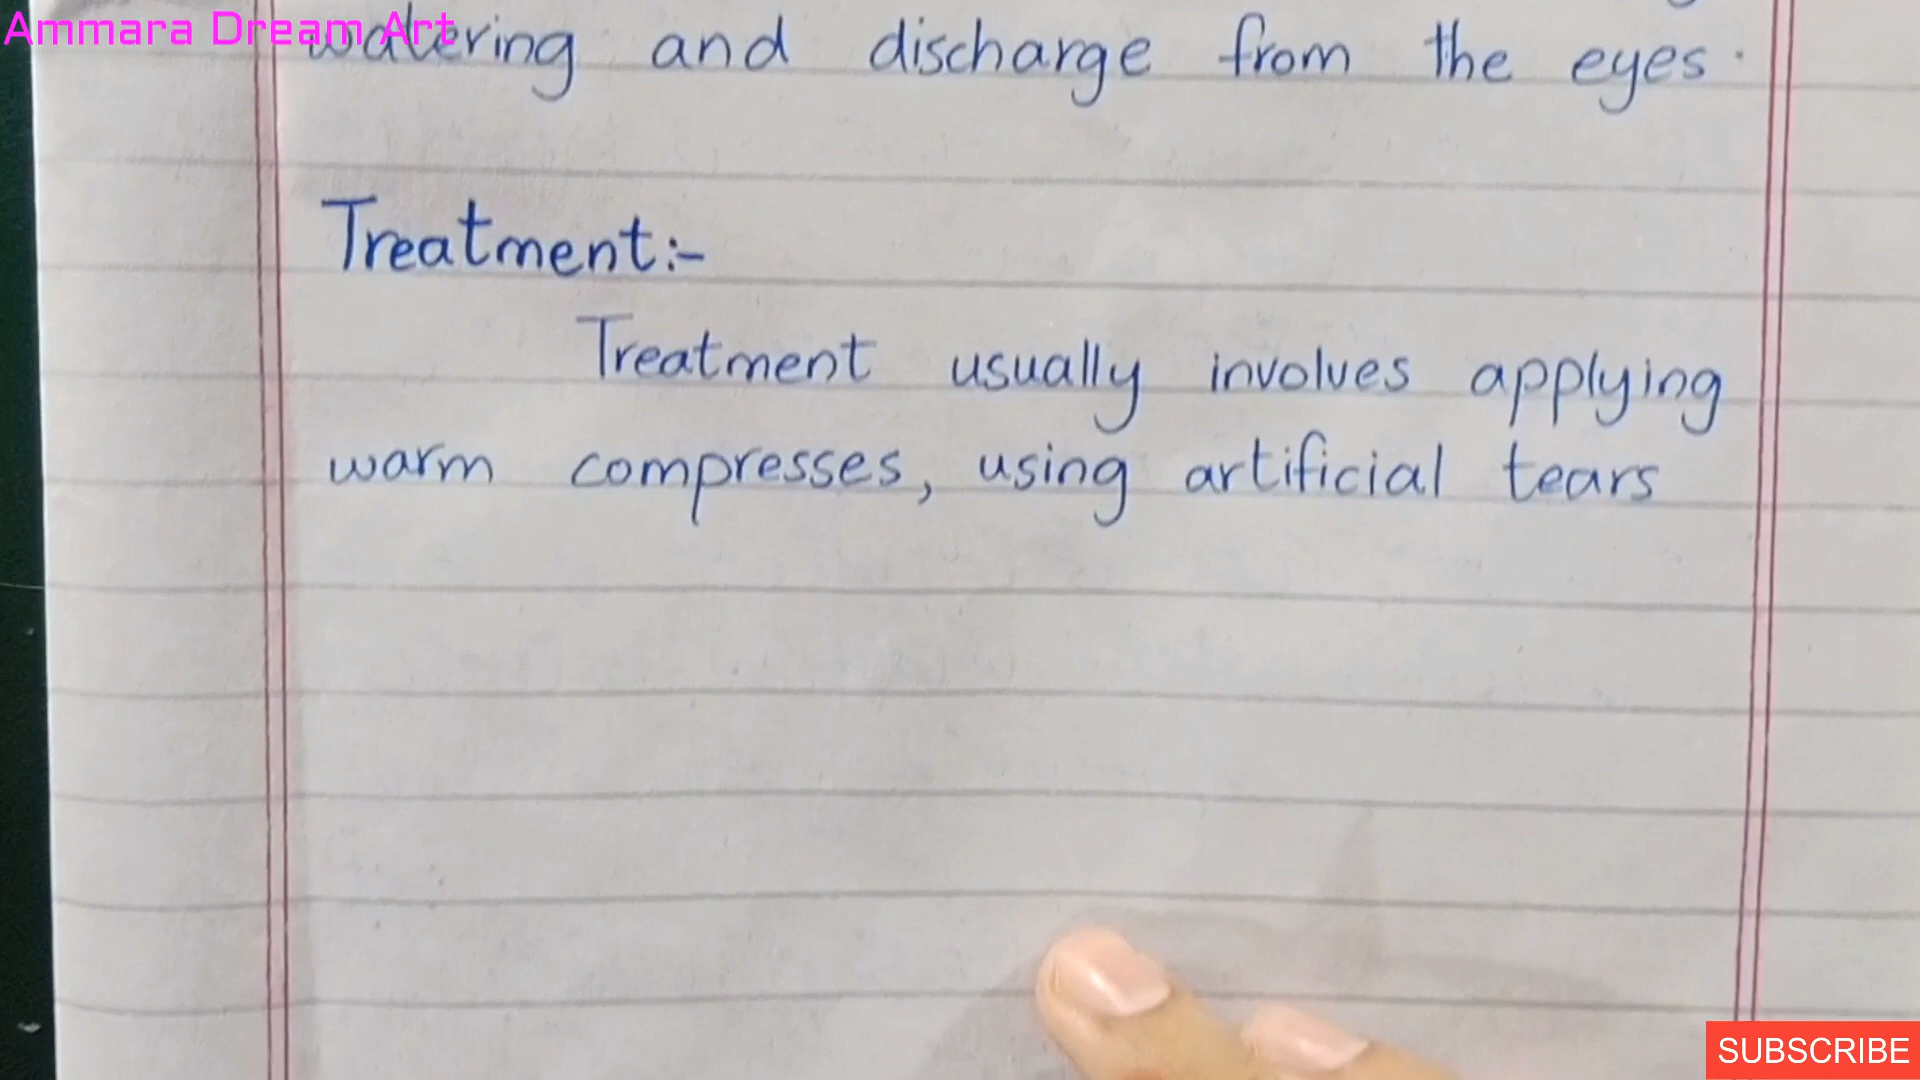 Ammara Dream Art
watering and discharge from the eyes.
Treatment:-
Treatment usually involves applying
warm compresses, using artificial tears
SUBSCRIBE